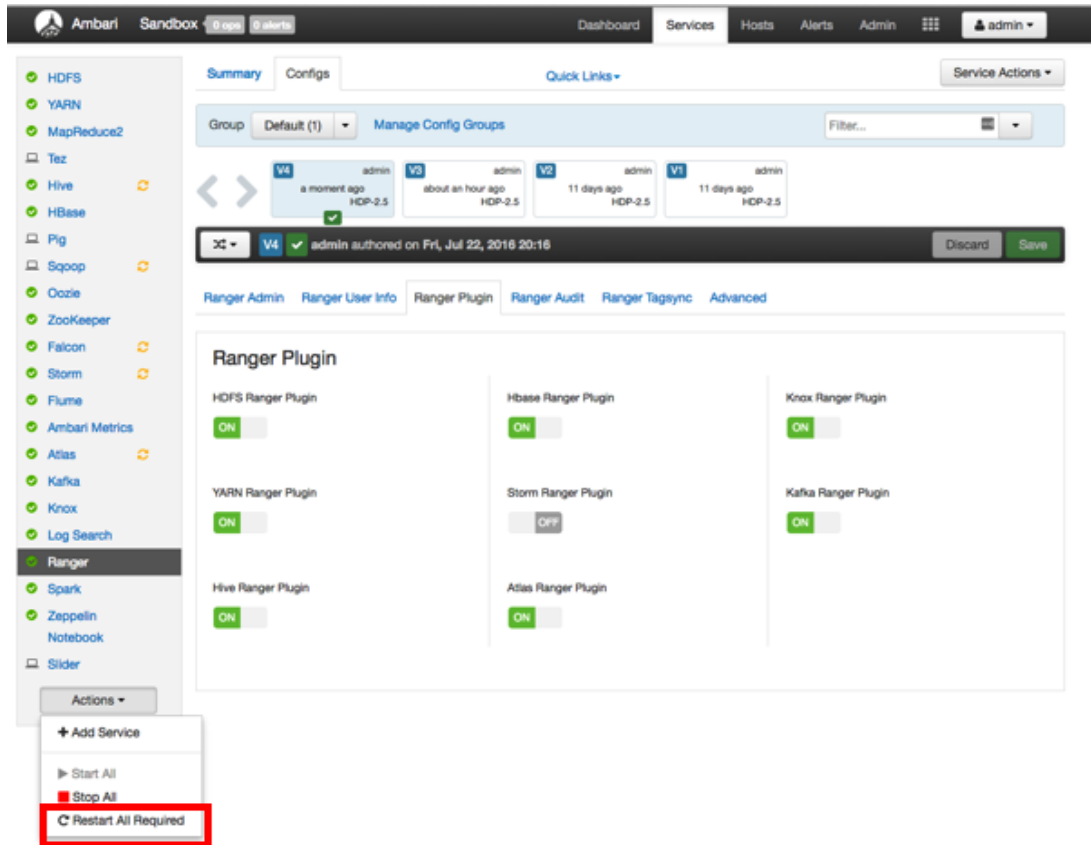 Ambari Sandbox 0 ops 0 alerts Dashboard Services Hosts Alerts Admin admin
HDFS
YARN
MapReduce2
Tez
Hive
HBase
Pig
Sqoop
Oozie
ZooKeeper
Falcon
Storm
Flume
Ambari Metrics
Atlas
Kafka
Knox
Log Search
Ranger
Spark
Zeppelin
Notebook
Slider
Actions
Add Service
Start All
Stop All
Restart All Required
Summary Configs Quick Links Service Actions
Group Default (1) Manage Config Groups Filter...
V4 admin
a moment ago
HDP-2.5
V3 admin
about an hour ago
HDP-2.5
V2 admin
11 days ago
HDP-2.5
V1 admin
11 days ago
HDP-2.5
V4 admin authored on Fri, Jul 22, 2016 20:16 Discard Save
Ranger Admin Ranger User Info Ranger Plugin Ranger Audit Ranger Tagsync Advanced
Ranger Plugin
HDFS Ranger Plugin Hbase Ranger Plugin Knox Ranger Plugin
ON ON ON
YARN Ranger Plugin Storm Ranger Plugin Kafka Ranger Plugin
ON OFF ON
Hive Ranger Plugin Atlas Ranger Plugin
ON ON